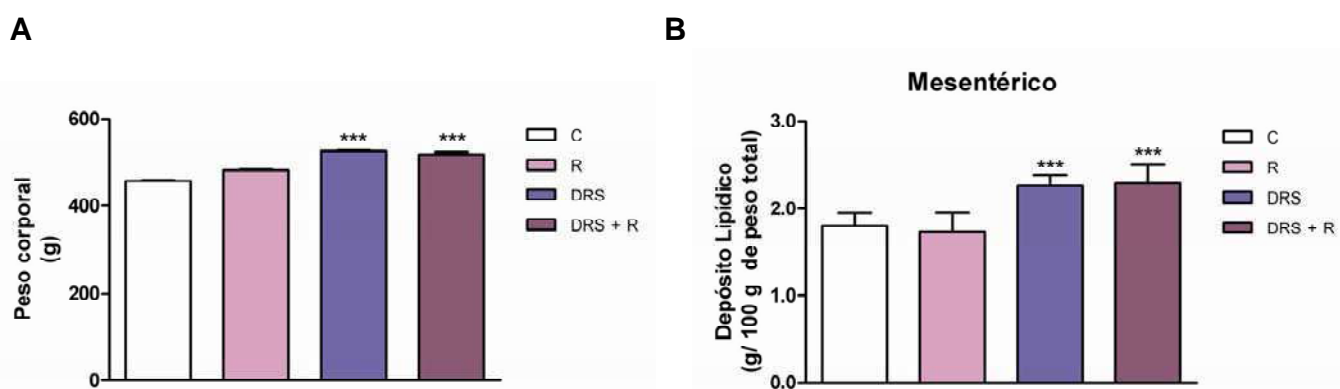 A
Peso corporal
(g)
600
400
200
0
***
***
C
R
DRS
DRS + R
B
Mesentérico
Depósito Lipídico
(g/ 100 g de peso total)
3.0
2.0
1.0
0.0
***
***
C
R
DRS
DRS + R